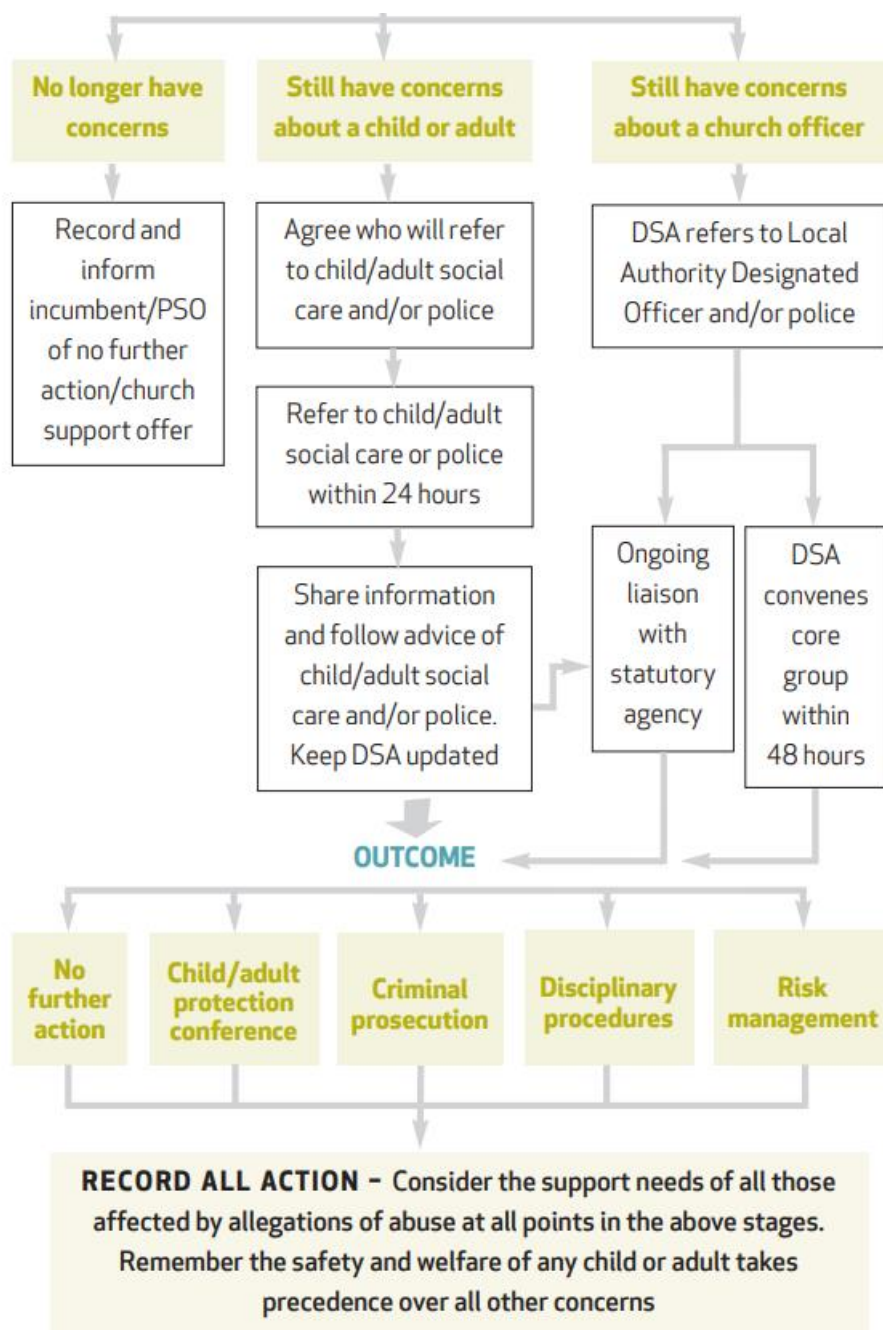 No longer have
concerns
Still have concerns
about a child or adult
Still have concerns
about a church officer
Record and
inform
incumbent/PSO
of no further
action/church
support offer
Agree who will refer
to child/adult social
care and/or police
DSA refers to Local
Authority Designated
Officer and/or police
Refer to child/adult
social care or police
within 24 hours
Share information
and follow advice of
child/adult social
care and/or police.
Keep DSA updated
Ongoing
liaison
with
statutory
agency
DSA
convenes
core
group
within
48 hours
OUTCOME
No
further
action
Child/adult
protection
conference
Criminal
prosecution
Disciplinary
procedures
Risk
management
RECORD ALL ACTION – Consider the support needs of all those
affected by allegations of abuse at all points in the above stages.
Remember the safety and welfare of any child or adult takes
precedence over all other concerns